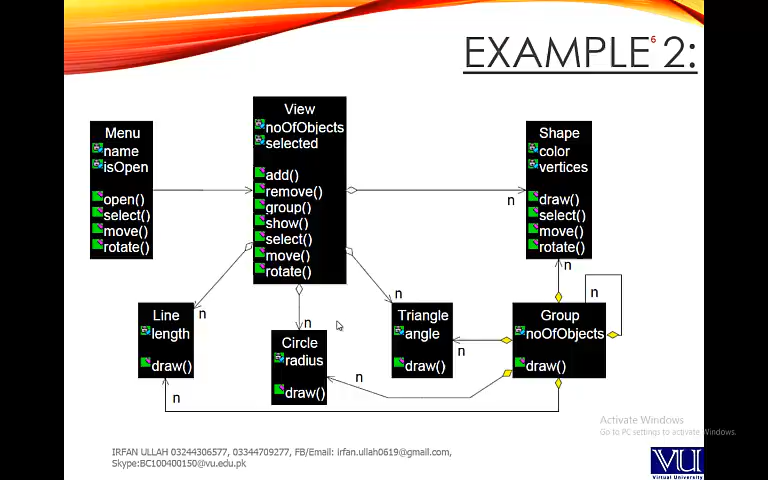 EXAMPLE 2:
6
Menu
name
isOpen
open()
select()
move()
rotate()
View
noOfObjects
selected
add()
remove()
group()
show()
select()
move()
rotate()
Shape
color
vertices
draw()
select()
move()
rotate()
n
n
n
n
n
n
Line
length
draw()
Circle
radius
draw()
Triangle
angle
draw()
Group
noOfObjects
draw()
n
n
n
Activate Windows
Go to PC settings to activate Windows.
IRFAN ULLAH 03244306577, 03344709277, FB/Email: irfan.ullah0619@gmail.com,
Skype:BC100400150@vu.edu.pk
VU
Virtual University